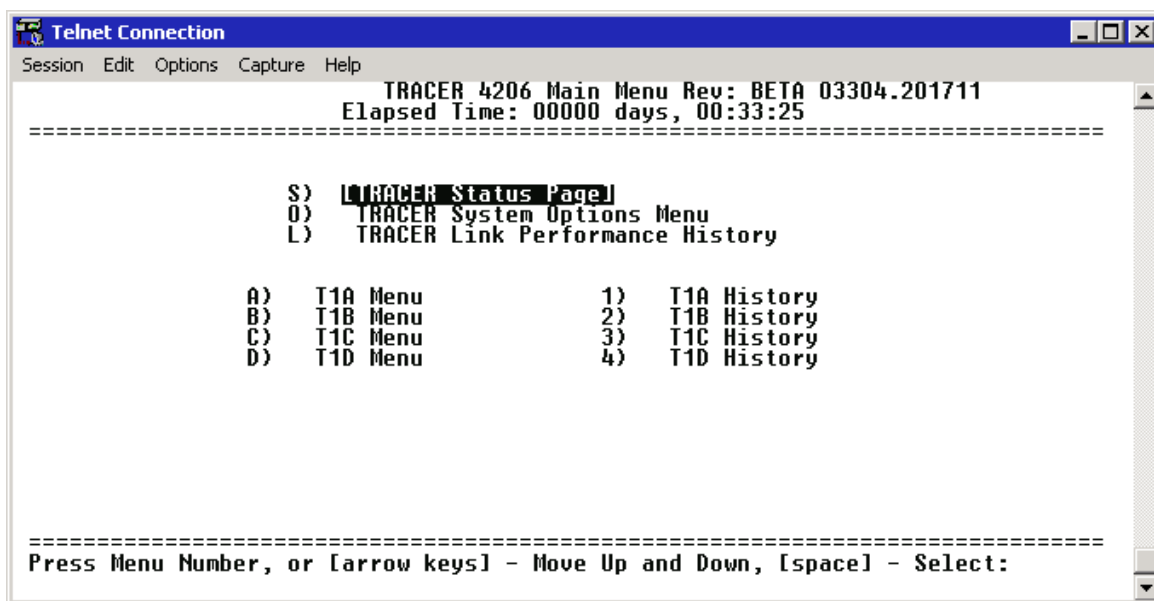 Telnet Connection
Session Edit Options Capture Help
TRACER 4206 Main Menu Rev: BETA 03304.201711
Elapsed Time: 00000 days, 00:33:25
================================================================================
S) [TRACER Status Page]
O) TRACER System Options Menu
L) TRACER Link Performance History
A) T1A Menu 1) T1A History
B) T1B Menu 2) T1B History
C) T1C Menu 3) T1C History
D) T1D Menu 4) T1D History
================================================================================
Press Menu Number, or [arrow keys] - Move Up and Down, [space] - Select: